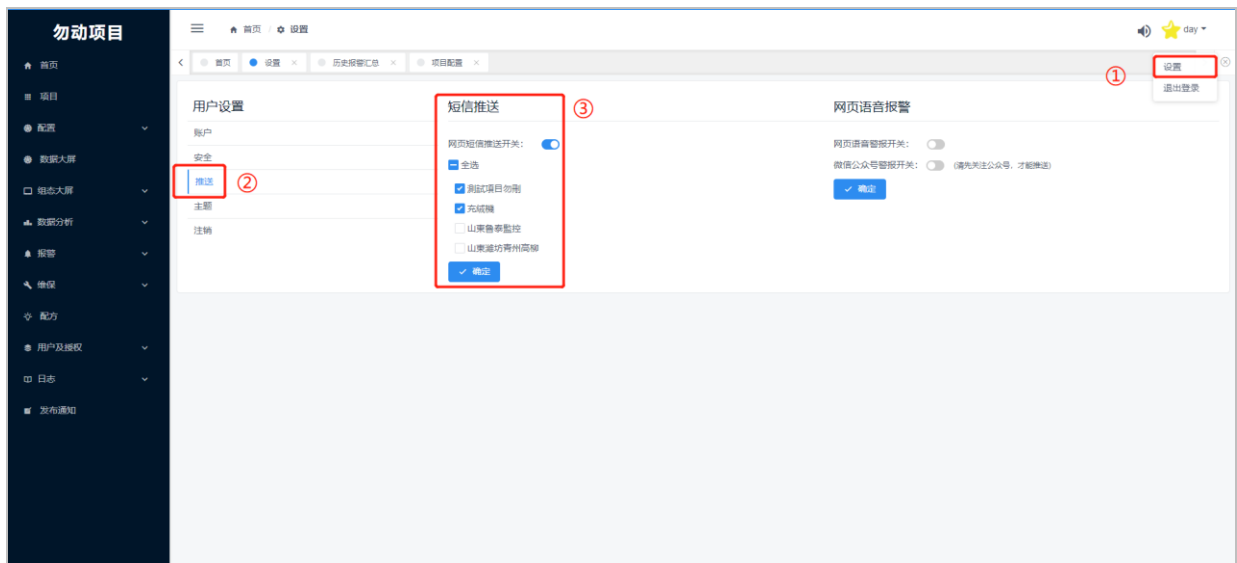 勿动项目
首页
项目
配置
数据大屏
组态大屏
数据分析
报警
维保
配方
用户及授权
日志
发布通知
首页 / 设置
day
首页
设置 ×
历史报警汇总 ×
项目配置 ×
①
设置
退出登录
用户设置
账户
安全
推送
②
主题
注销
短信推送
③
网页短信推送开关：
全选
测試項目勿刪
充絨機
山東魯泰監控
山東濰坊青州高柳
确定
网页语音报警
网页语音警报开关：
微信公众号警报开关： (请先关注公众号，才能推送)
确定